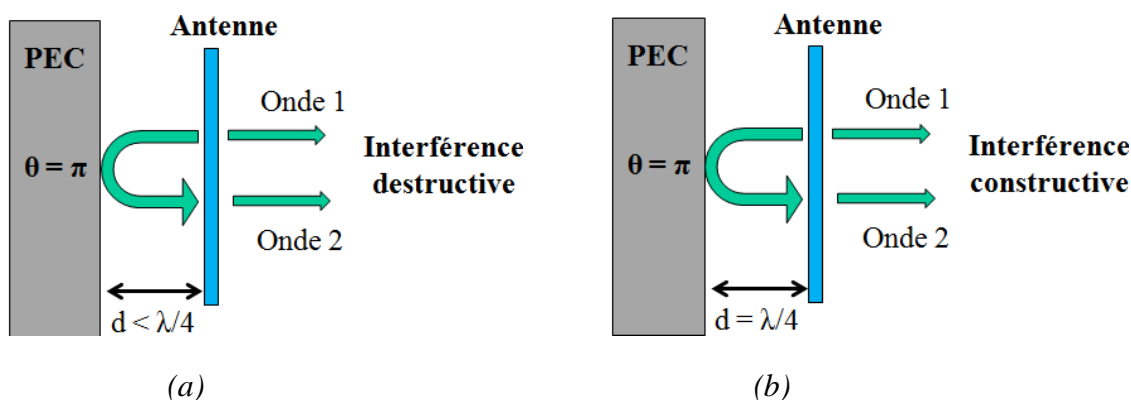 Antenne
PEC
Onde 1
θ = π
Interférence
destructive
Onde 2
d < λ/4
(a)
Antenne
PEC
Onde 1
θ = π
Interférence
constructive
Onde 2
d = λ/4
(b)